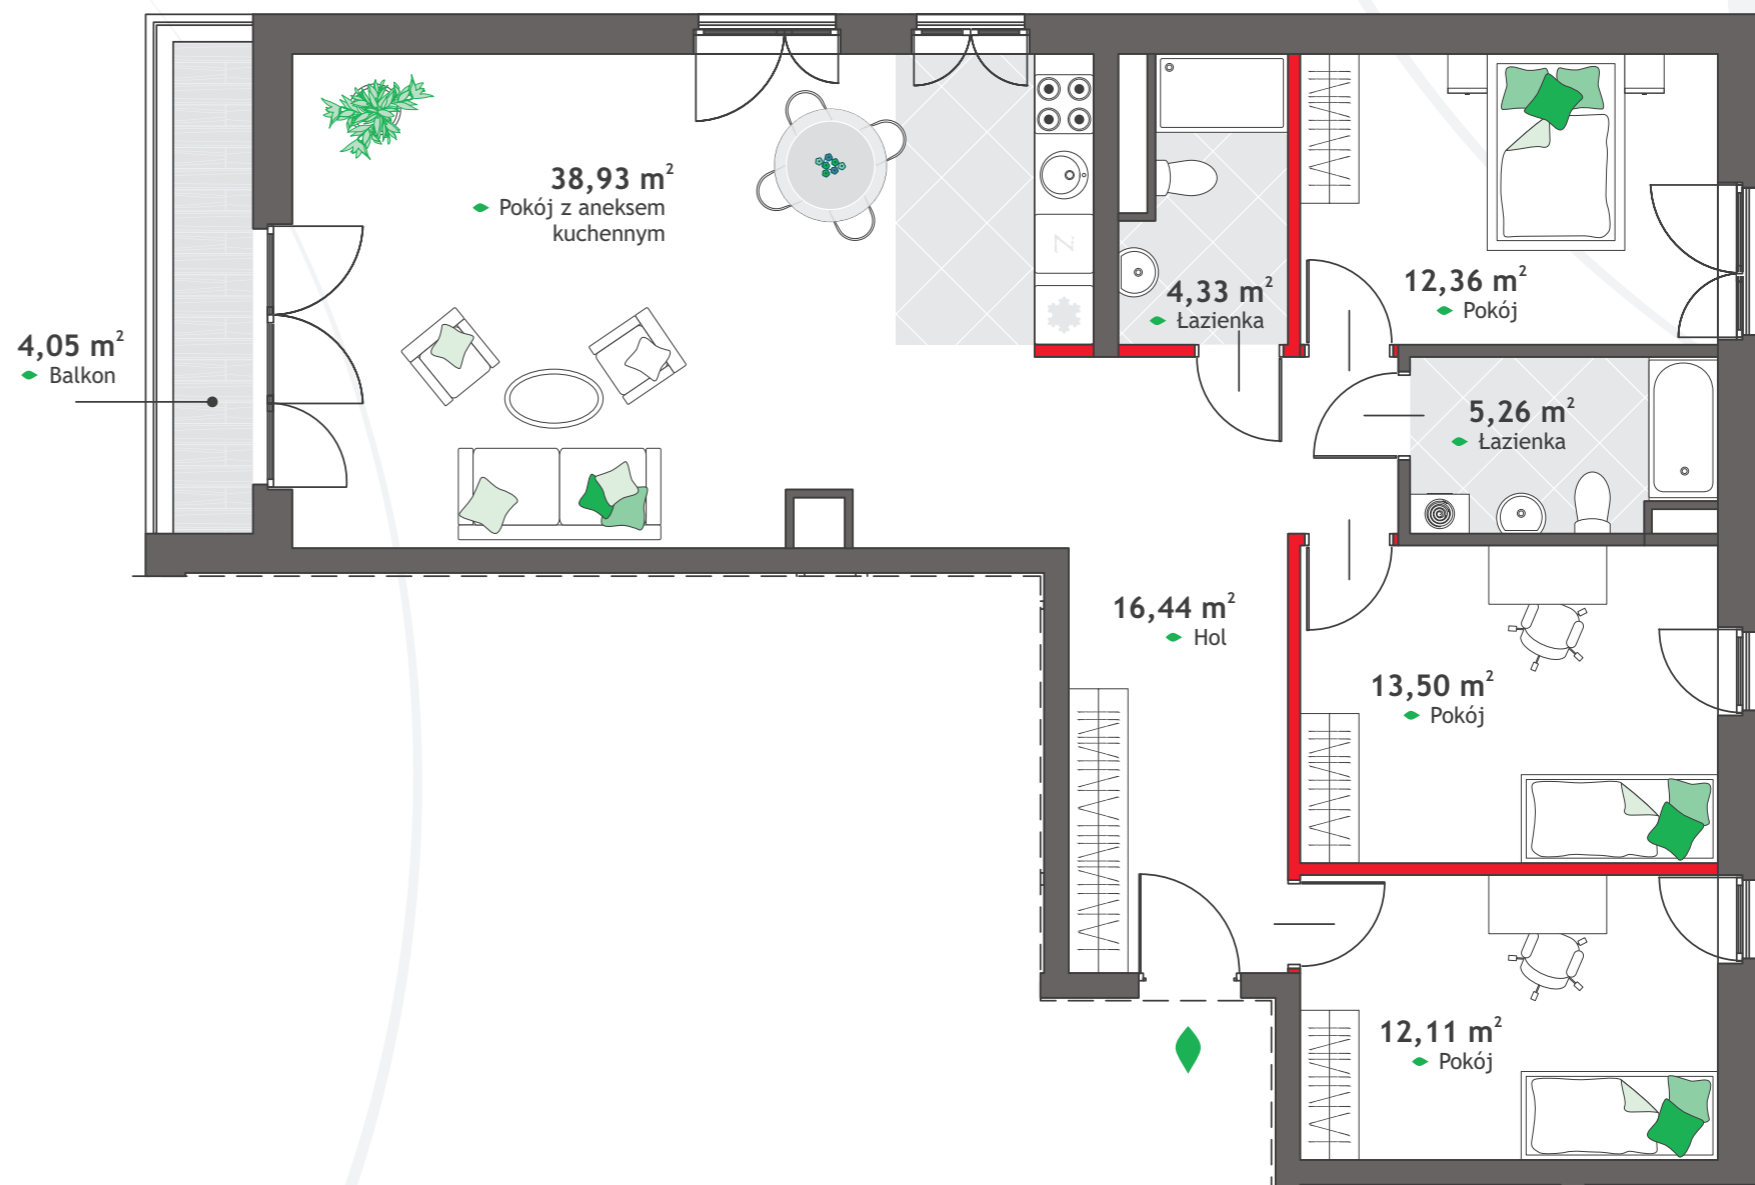 38,93 m²
Pokój z aneksem
kuchennym
4,05 m²
Balkon
4,33 m²
Łazienka
12,36 m²
Pokój
5,26 m²
Łazienka
16,44 m²
Hol
13,50 m²
Pokój
12,11 m²
Pokój
Z